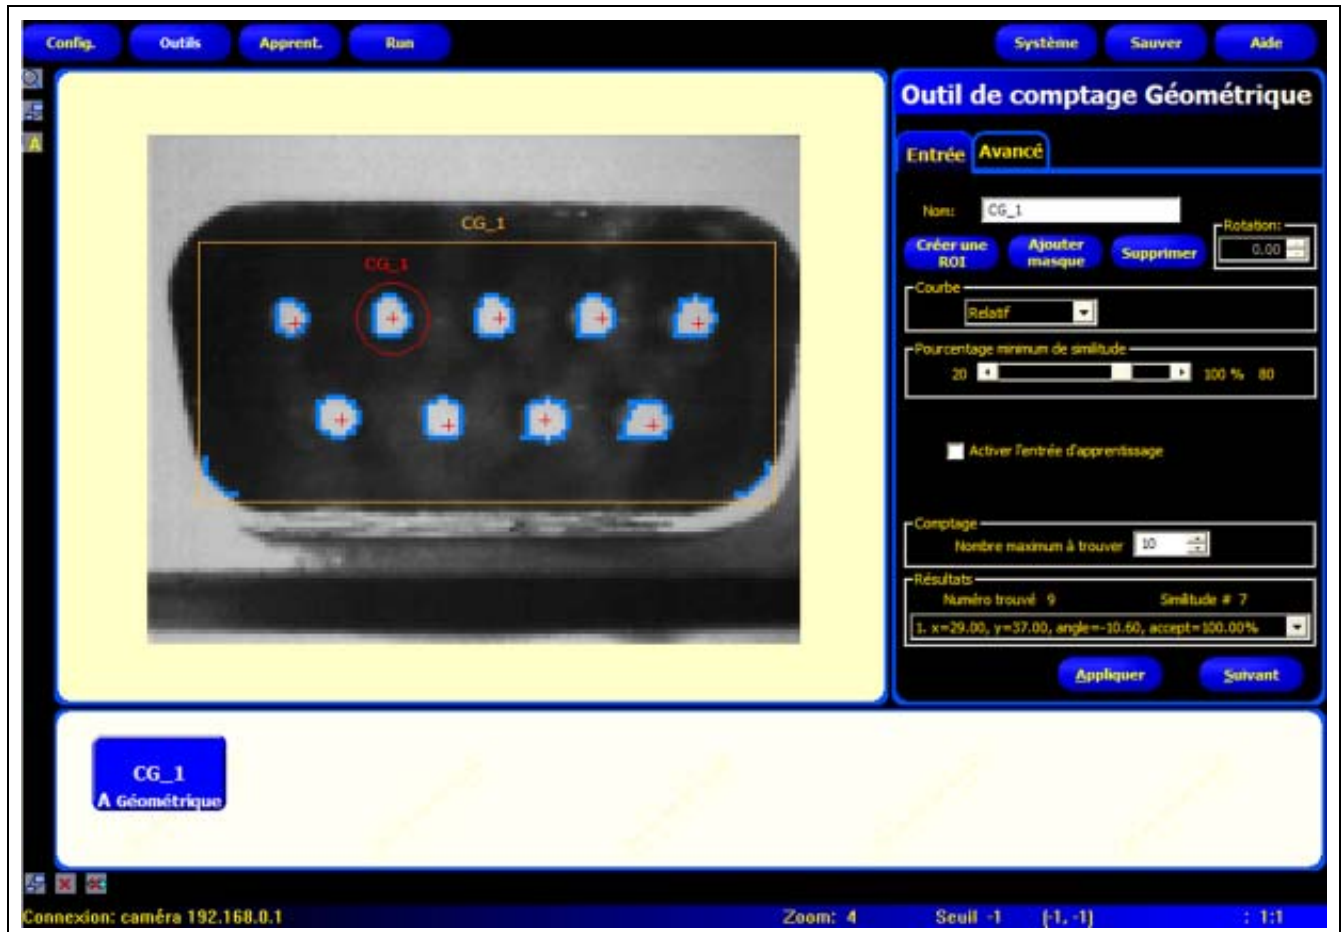 Config. Outils Apprent. Run Système Sauver Aide
A
Outil de comptage Géométrique
Entrée Avancé
Nom: CG_1
Rotation:
0.00
Créer une ROI Ajouter masque Supprimer
Courbe
Relatif
Pourcentage minimum de similitude
20 100 % 80
Activer l'entrée d'apprentissage
Comptage
Nombre maximum à trouver 10
Résultats
Numéro trouvé 9 Similitude # 7
1. x=29.00, y=37.00, angle=-10.60, accept=100.00%
Appliquer Suivant
CG_1
CG_1
CG_1
A Géométrique
Connexion: caméra 192.168.0.1 Zoom: 4 Seuil -1 (-1, -1) : 1:1